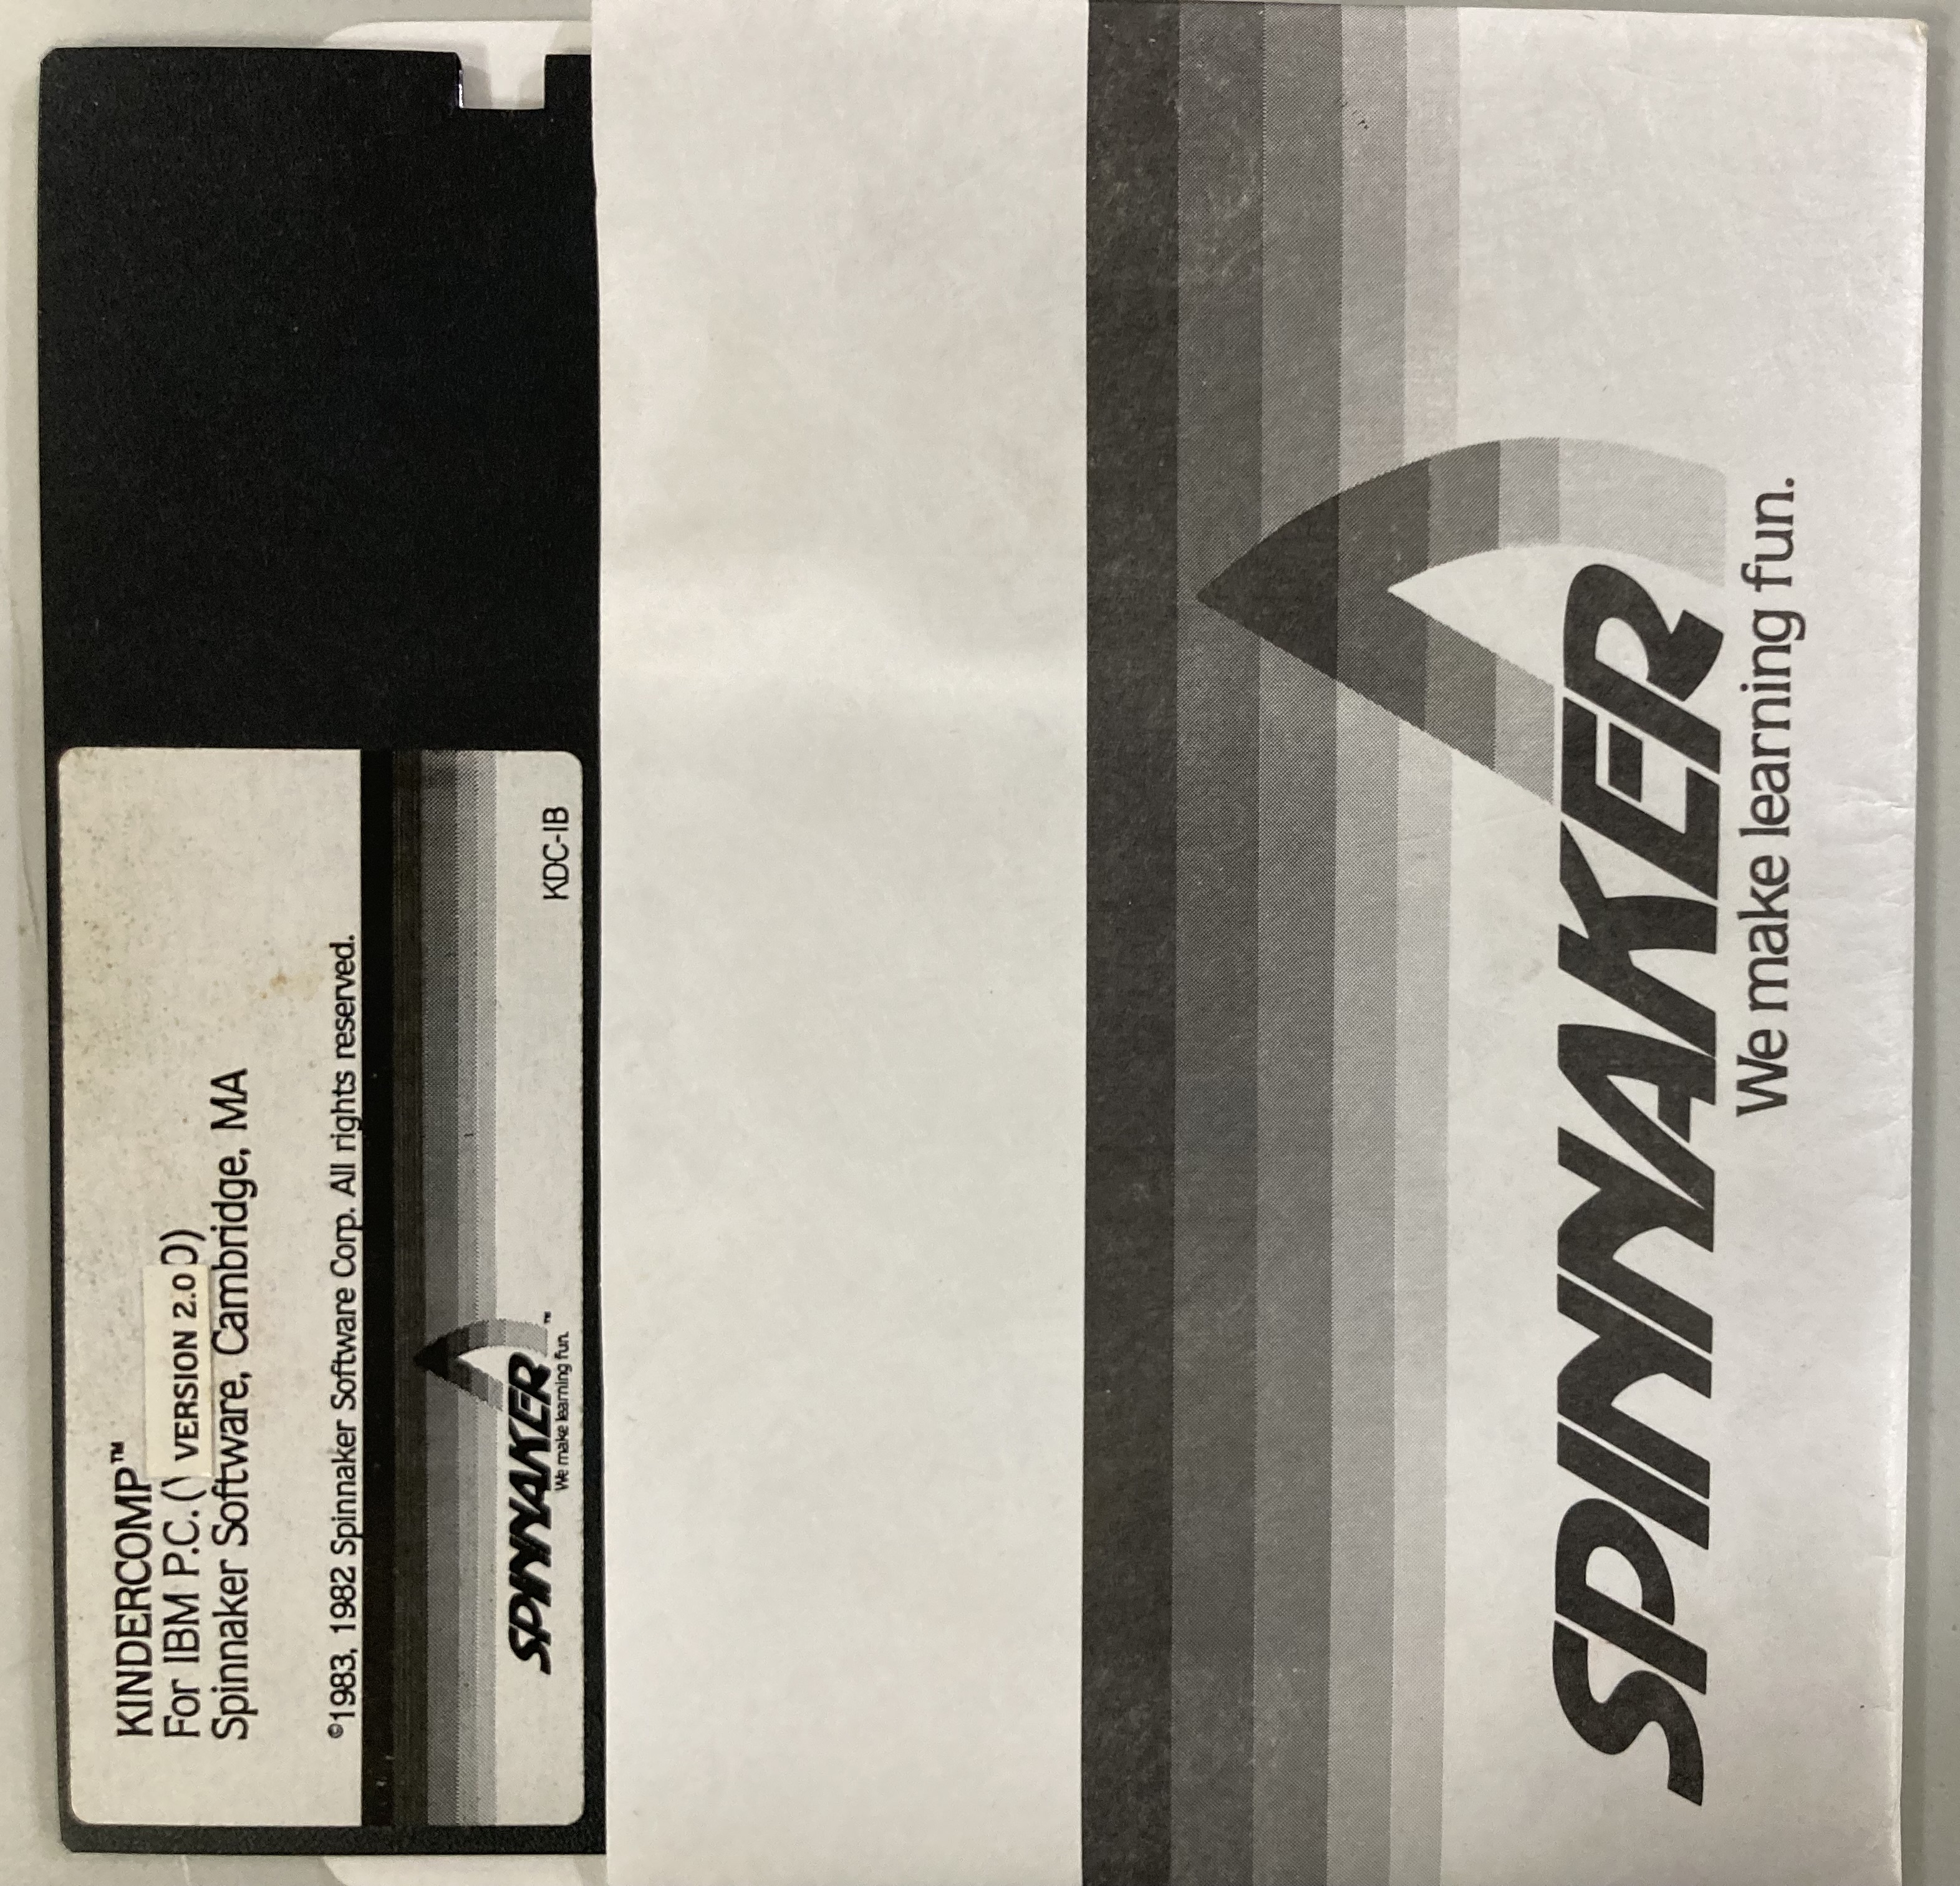 KINDERCOMP™
For IBM P.C. (VERSION 2.0 0)
Spinnaker Software, Cambridge, MA
©1983, 1982 Spinnaker Software Corp. All rights reserved.
SPINNAKER™
We make learning fun.
KDC-IB
SPINNAKER
We make learning fun.